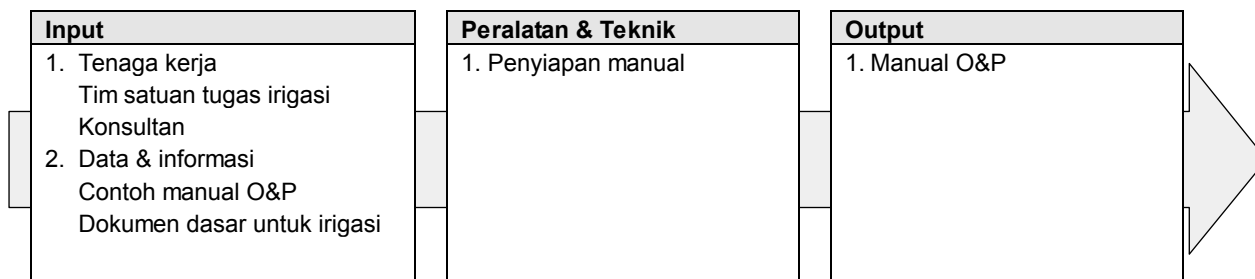 Input
1. Tenaga kerja
Tim satuan tugas irigasi
Konsultan
2. Data & informasi
Contoh manual O&P
Dokumen dasar untuk irigasi
Peralatan & Teknik
1. Penyiapan manual
Output
1. Manual O&P